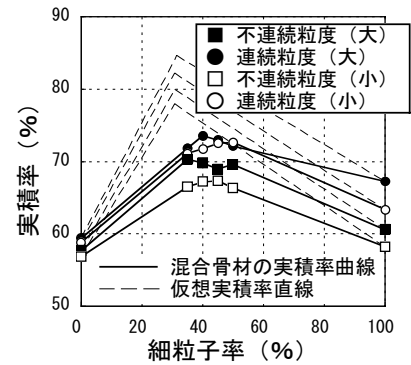 90
80
70
60
50
実積率（%）
不連続粒度（大）
連続粒度（大）
不連続粒度（小）
連続粒度（小）
混合骨材の実積率曲線
仮想実積率直線
0
20
40
60
80
100
細粒子率（%）